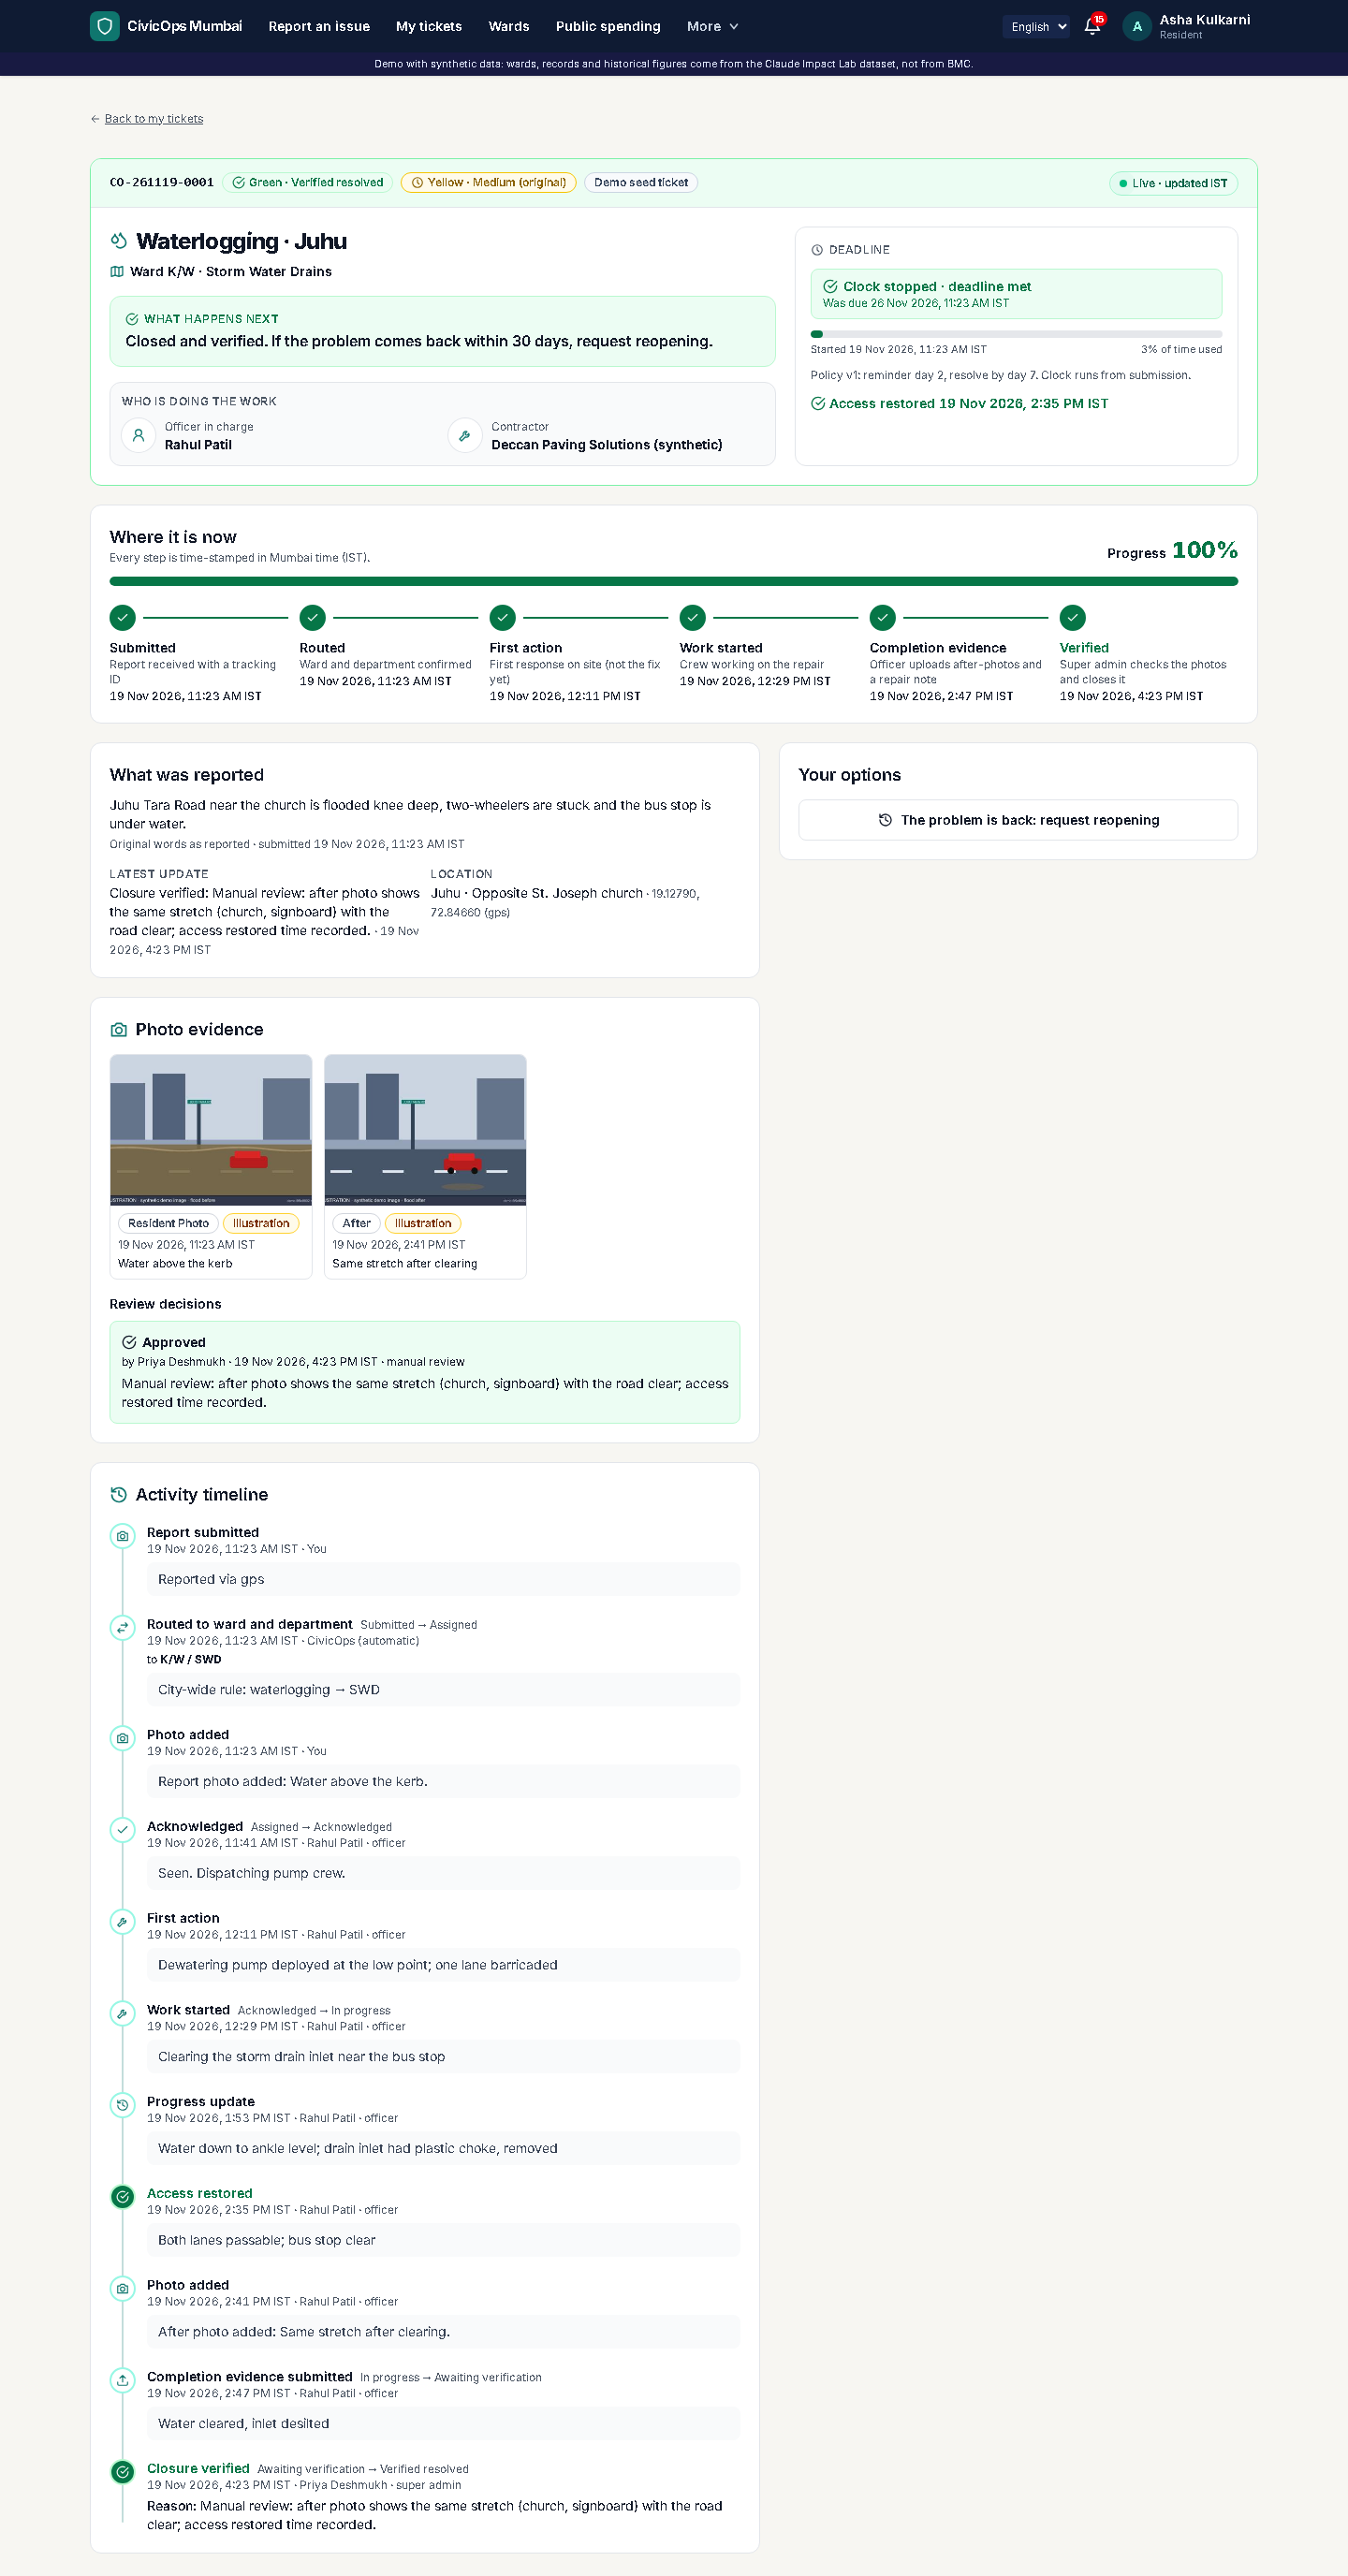 CivicOps Mumbai
Report an issue
My tickets
Wards
Public spending
More
English
15
A
Asha Kulkarni
Resident
Demo with synthetic data: wards, records and historical figures come from the Claude Impact Lab dataset, not from BMC.
← Back to my tickets
CO-261119-0001
Green · Verified resolved
Yellow · Medium (original)
Demo seed ticket
Live · updated IST
Waterlogging · Juhu
Ward K/W · Storm Water Drains
WHAT HAPPENS NEXT
Closed and verified. If the problem comes back within 30 days, request reopening.
WHO IS DOING THE WORK
Officer in charge
Rahul Patil
Contractor
Deccan Paving Solutions (synthetic)
DEADLINE
Clock stopped · deadline met
Was due 26 Nov 2026, 11:23 AM IST
Started 19 Nov 2026, 11:23 AM IST
3% of time used
Policy v1: reminder day 2, resolve by day 7. Clock runs from submission.
Access restored 19 Nov 2026, 2:35 PM IST
Where it is now
Every step is time-stamped in Mumbai time (IST).
Progress 100%
Submitted
Report received with a tracking
ID
19 Nov 2026, 11:23 AM IST
Routed
Ward and department confirmed
19 Nov 2026, 11:23 AM IST
First action
First response on site (not the fix
yet)
19 Nov 2026, 12:11 PM IST
Work started
Crew working on the repair
19 Nov 2026, 12:29 PM IST
Completion evidence
Officer uploads after-photos and
a repair note
19 Nov 2026, 2:47 PM IST
Verified
Super admin checks the photos
and closes it
19 Nov 2026, 4:23 PM IST
What was reported
Juhu Tara Road near the church is flooded knee deep, two-wheelers are stuck and the bus stop is
under water.
Original words as reported · submitted 19 Nov 2026, 11:23 AM IST
LATEST UPDATE
Closure verified: Manual review: after photo shows
the same stretch (church, signboard) with the
road clear; access restored time recorded. · 19 Nov
2026, 4:23 PM IST
LOCATION
Juhu · Opposite St. Joseph church · 19.12790,
72.84660 (gps)
Your options
The problem is back: request reopening
Photo evidence
USTRATION · synthetic demo image · flood before
Resident Photo
Illustration
19 Nov 2026, 11:23 AM IST
Water above the kerb
USTRATION · synthetic demo image · flood after
After
Illustration
19 Nov 2026, 2:41 PM IST
Same stretch after clearing
Review decisions
Approved
by Priya Deshmukh · 19 Nov 2026, 4:23 PM IST · manual review
Manual review: after photo shows the same stretch (church, signboard) with the road clear; access
restored time recorded.
Activity timeline
Report submitted
19 Nov 2026, 11:23 AM IST · You
Reported via gps
Routed to ward and department Submitted → Assigned
19 Nov 2026, 11:23 AM IST · CivicOps (automatic)
to K/W / SWD
City-wide rule: waterlogging → SWD
Photo added
19 Nov 2026, 11:23 AM IST · You
Report photo added: Water above the kerb.
Acknowledged Assigned → Acknowledged
19 Nov 2026, 11:41 AM IST · Rahul Patil · officer
Seen. Dispatching pump crew.
First action
19 Nov 2026, 12:11 PM IST · Rahul Patil · officer
Dewatering pump deployed at the low point; one lane barricaded
Work started Acknowledged → In progress
19 Nov 2026, 12:29 PM IST · Rahul Patil · officer
Clearing the storm drain inlet near the bus stop
Progress update
19 Nov 2026, 1:53 PM IST · Rahul Patil · officer
Water down to ankle level; drain inlet had plastic choke, removed
Access restored
19 Nov 2026, 2:35 PM IST · Rahul Patil · officer
Both lanes passable; bus stop clear
Photo added
19 Nov 2026, 2:41 PM IST · Rahul Patil · officer
After photo added: Same stretch after clearing.
Completion evidence submitted In progress → Awaiting verification
19 Nov 2026, 2:47 PM IST · Rahul Patil · officer
Water cleared, inlet desilted
Closure verified Awaiting verification → Verified resolved
19 Nov 2026, 4:23 PM IST · Priya Deshmukh · super admin
Reason: Manual review: after photo shows the same stretch (church, signboard) with the road
clear; access restored time recorded.